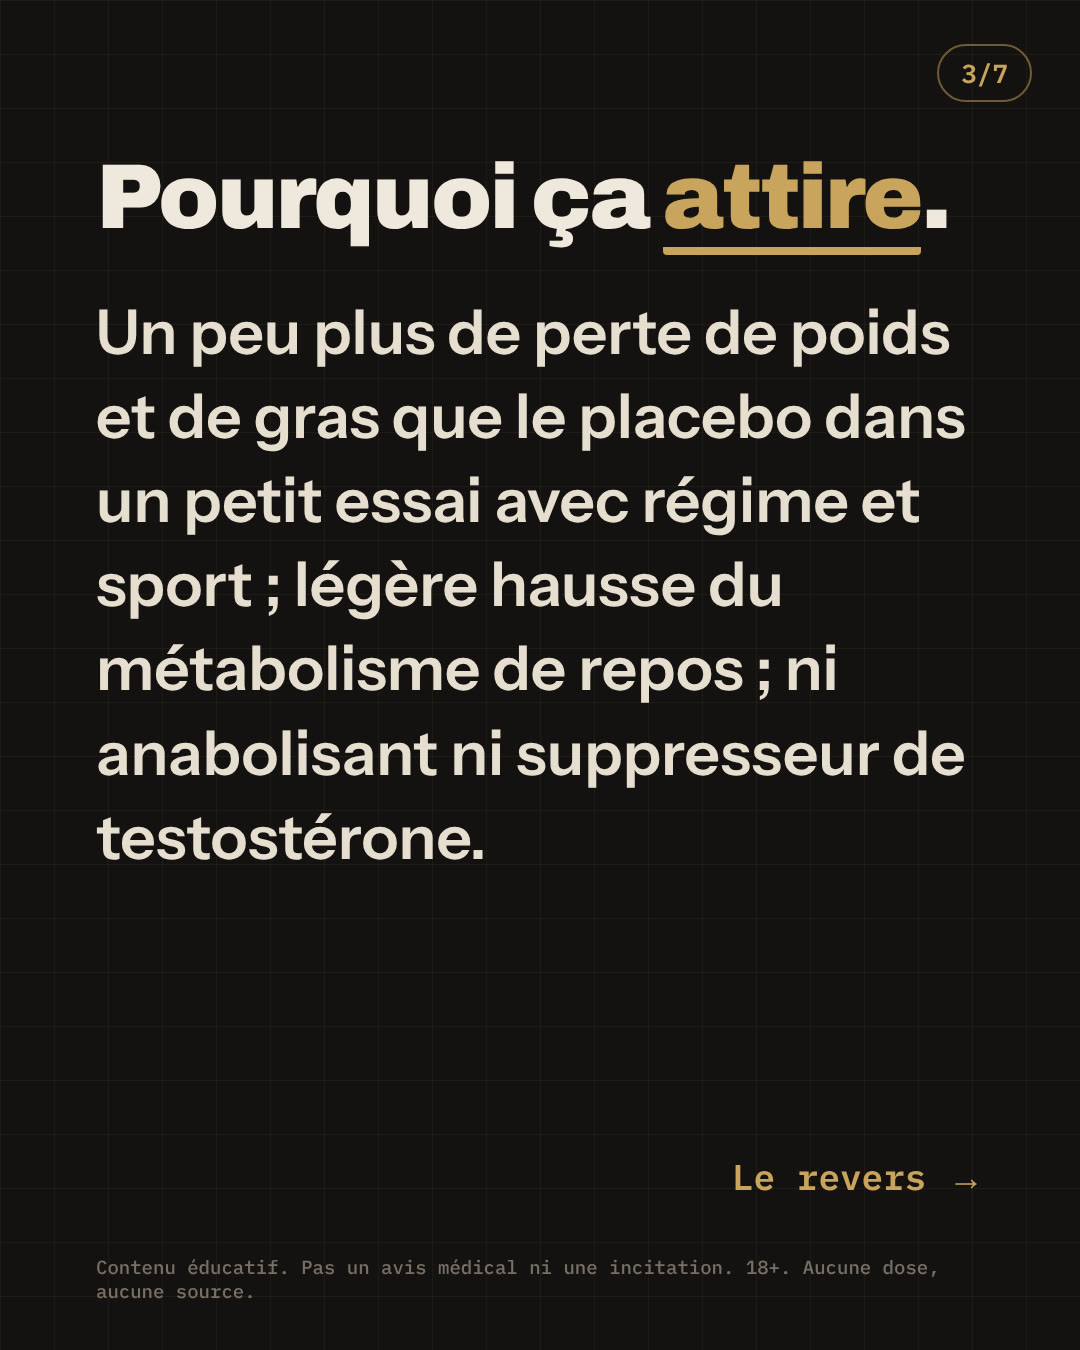 3/7
Pourquoi ça attire.
Un peu plus de perte de poids
et de gras que le placebo dans
un petit essai avec régime et
sport ; légère hausse du
métabolisme de repos ; ni
anabolisant ni suppresseur de
testostérone.
Le revers →
Contenu éducatif. Pas un avis médical ni une incitation. 18+. Aucune dose,
aucune source.